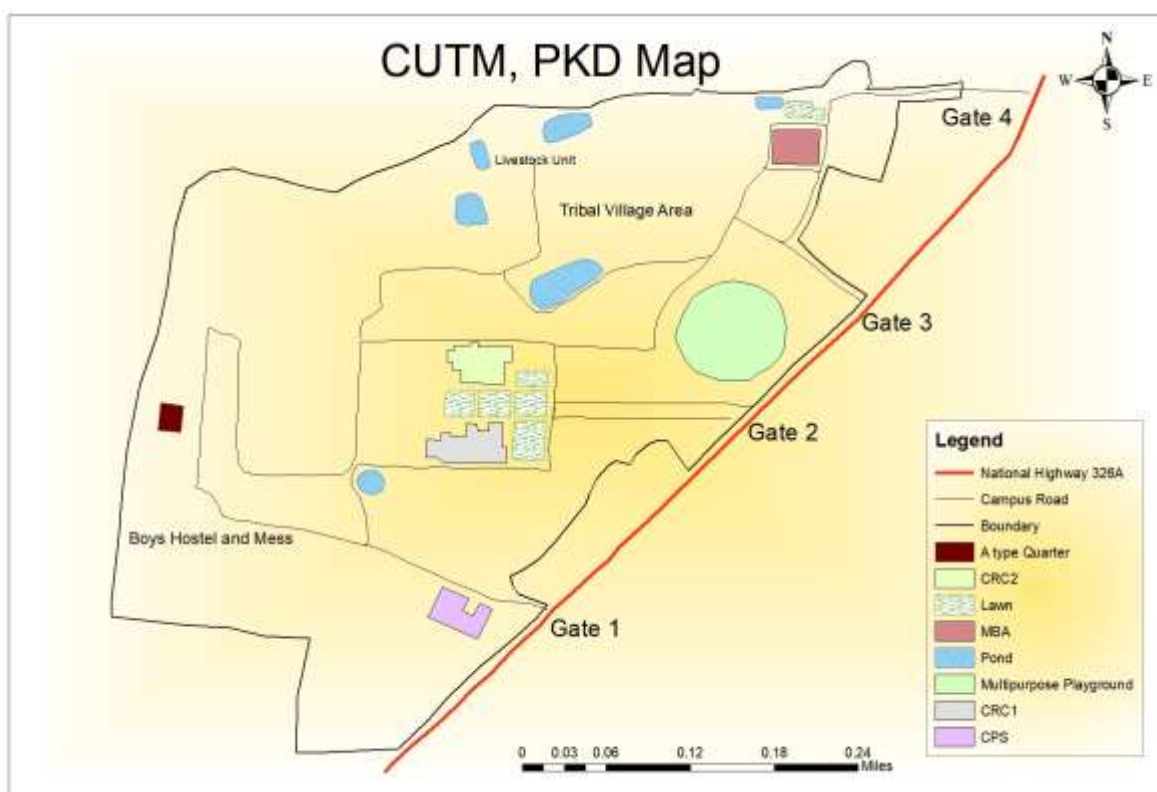 CUTM, PKD Map
N
W E
S
Gate 4
Livestock Unit
Tribal Village Area
Gate 3
Gate 2
Boys Hostel and Mess
Gate 1
Legend
National Highway 326A
Campus Road
Boundary
A type Quarter
CRC2
Lawn
MBA
Pond
Multipurpose Playground
CRC1
CPS
0 0.03 0.06 0.12 0.18 0.24
Miles